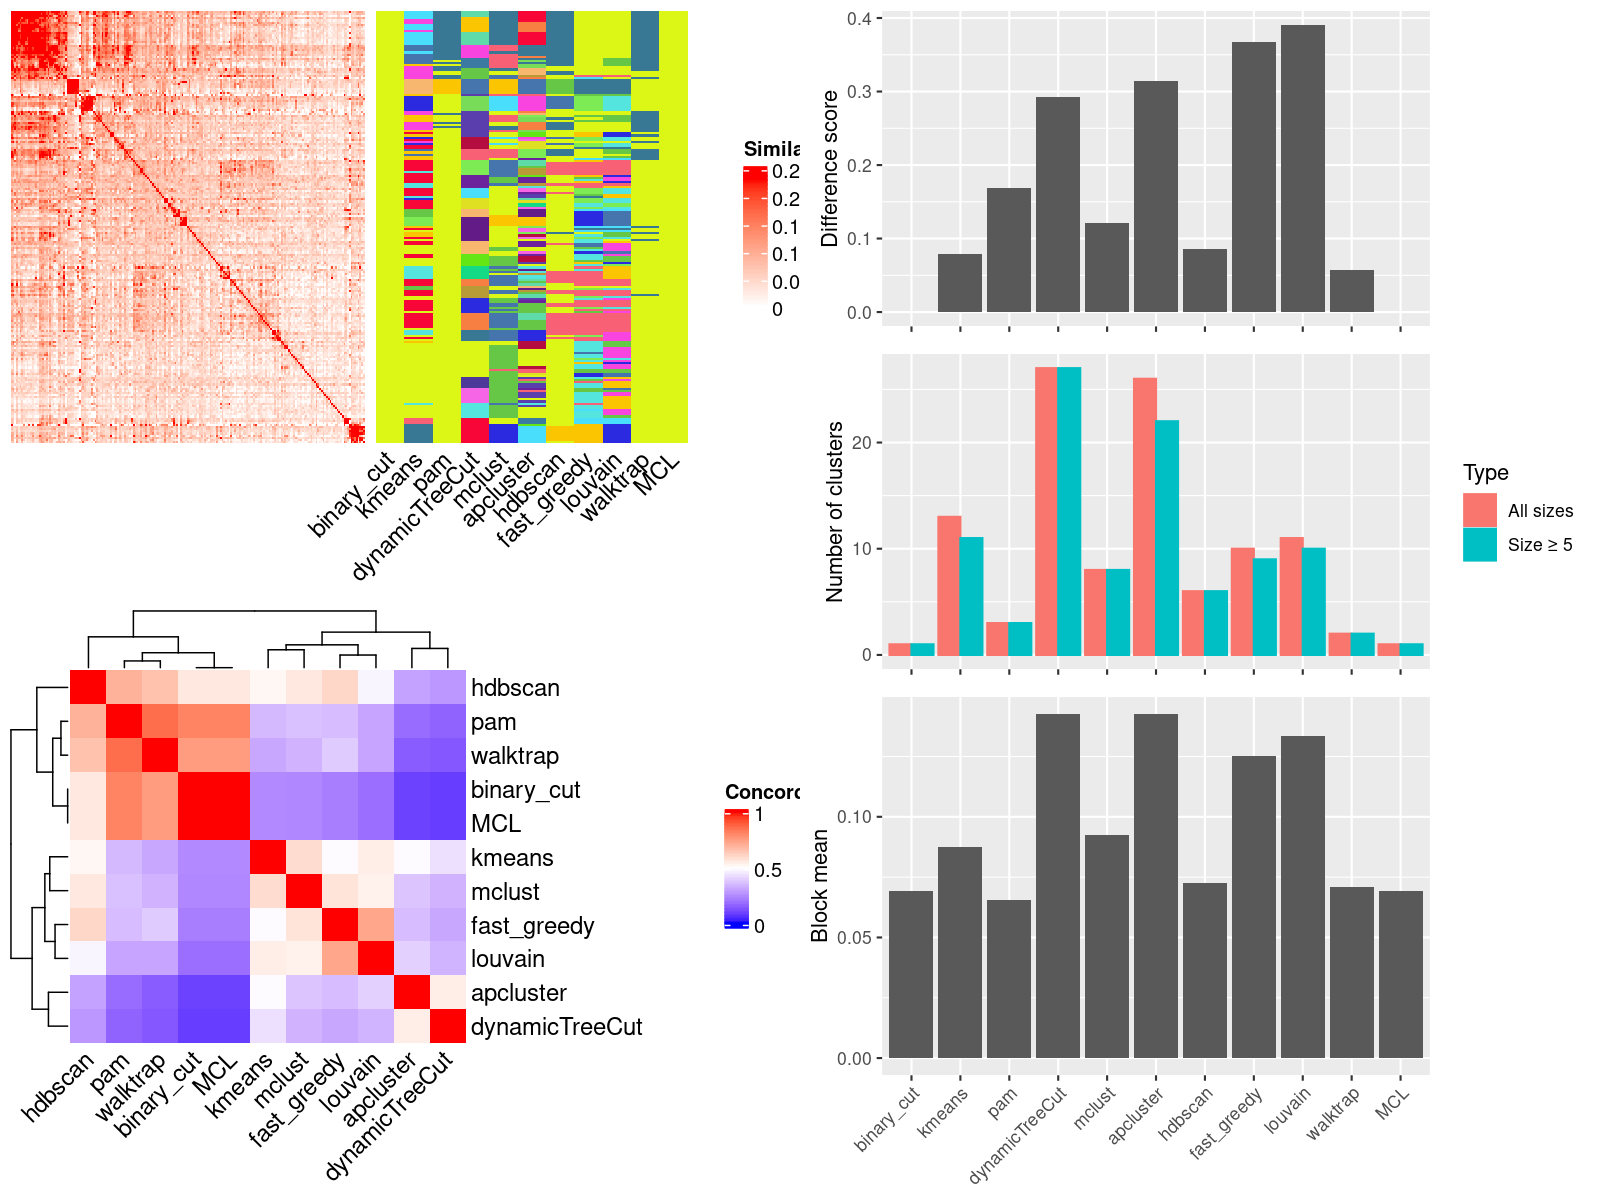 Simila
0.2
0.2
0.1
0.1
0.0
0
binary_cut
kmeans
pam
dynamicTreeCut
mclust
apcluster
hdbscan
fast_greedy
louvain
walktrap
MCL
hdbscan
pam
walktrap
binary_cut
MCL
kmeans
mclust
fast_greedy
louvain
apcluster
dynamicTreeCut
hdbscan
pam
walktrap
binary_cut
MCL
kmeans
mclust
fast_greedy
louvain
apcluster
dynamicTreeCut
Concord
1
0.5
0
Difference score
0.4
0.3
0.2
0.1
0.0
Number of clusters
20
10
0
Type
All sizes
Size ≥ 5
Block mean
0.10
0.05
0.00
binary_cut
kmeans
pam
dynamicTreeCut
mclust
apcluster
hdbscan
fast_greedy
louvain
walktrap
MCL